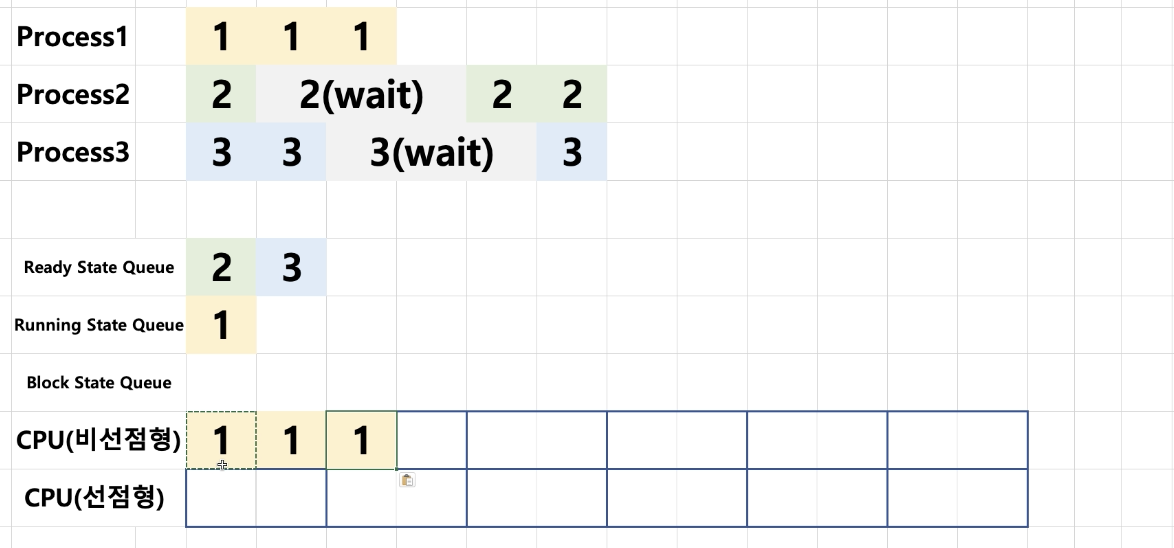 Process1 1 1 1
Process2 2 2(wait) 2 2
Process3 3 3 3(wait) 3
Ready State Queue 2 3
Running State Queue 1
Block State Queue
CPU(비선점형) 1 1 1
CPU(선점형)